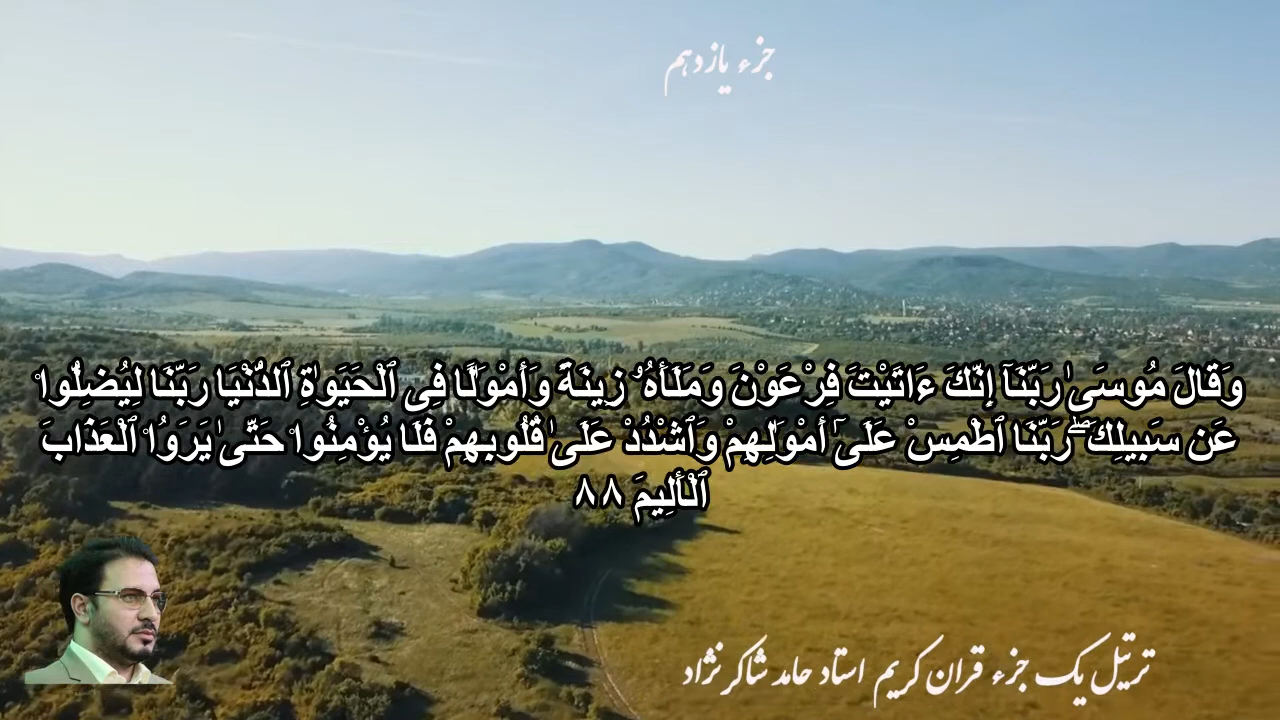 جزء یازدهم
وَقَالَ مُوسَىٰ رَبَّنَآ إِنَّكَ ءَاتَيْتَ فِرْعَوْنَ وَمَلَأَهُۥ زِينَةً وَأَمْوَٰلًا فِى ٱلْحَيَوٰةِ ٱلدُّنْيَا رَبَّنَا لِيُضِلُّوا۟
عَن سَبِيلِكَ ۖ رَبَّنَا ٱطْمِسْ عَلَىٰٓ أَمْوَٰلِهِمْ وَٱشْدُدْ عَلَىٰ قُلُوبِهِمْ فَلَا يُؤْمِنُوا۟ حَتَّىٰ يَرَوُا۟ ٱلْعَذَابَ
ٱلْأَلِيمَ ٨٨
ترتیل یک جزء قران کریم استاد حامد شاکرنژاد